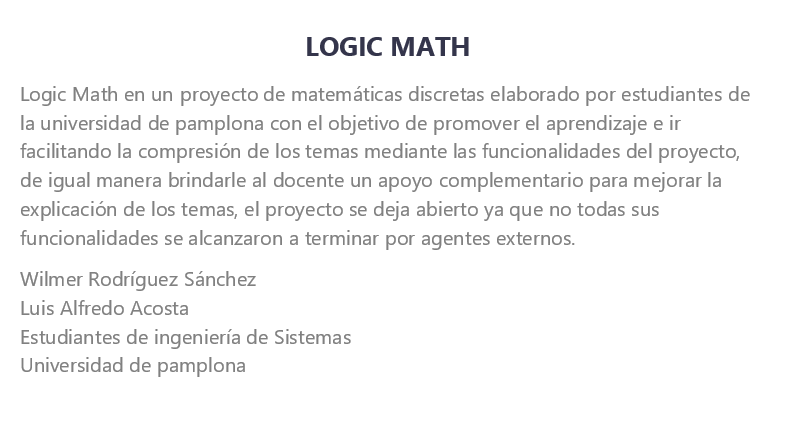 LOGIC MATH
Logic Math en un proyecto de matemáticas discretas elaborado por estudiantes de
la universidad de pamplona con el objetivo de promover el aprendizaje e ir
facilitando la compresión de los temas mediante las funcionalidades del proyecto,
de igual manera brindarle al docente un apoyo complementario para mejorar la
explicación de los temas, el proyecto se deja abierto ya que no todas sus
funcionalidades se alcanzaron a terminar por agentes externos.
Wilmer Rodríguez Sánchez
Luis Alfredo Acosta
Estudiantes de ingeniería de Sistemas
Universidad de pamplona